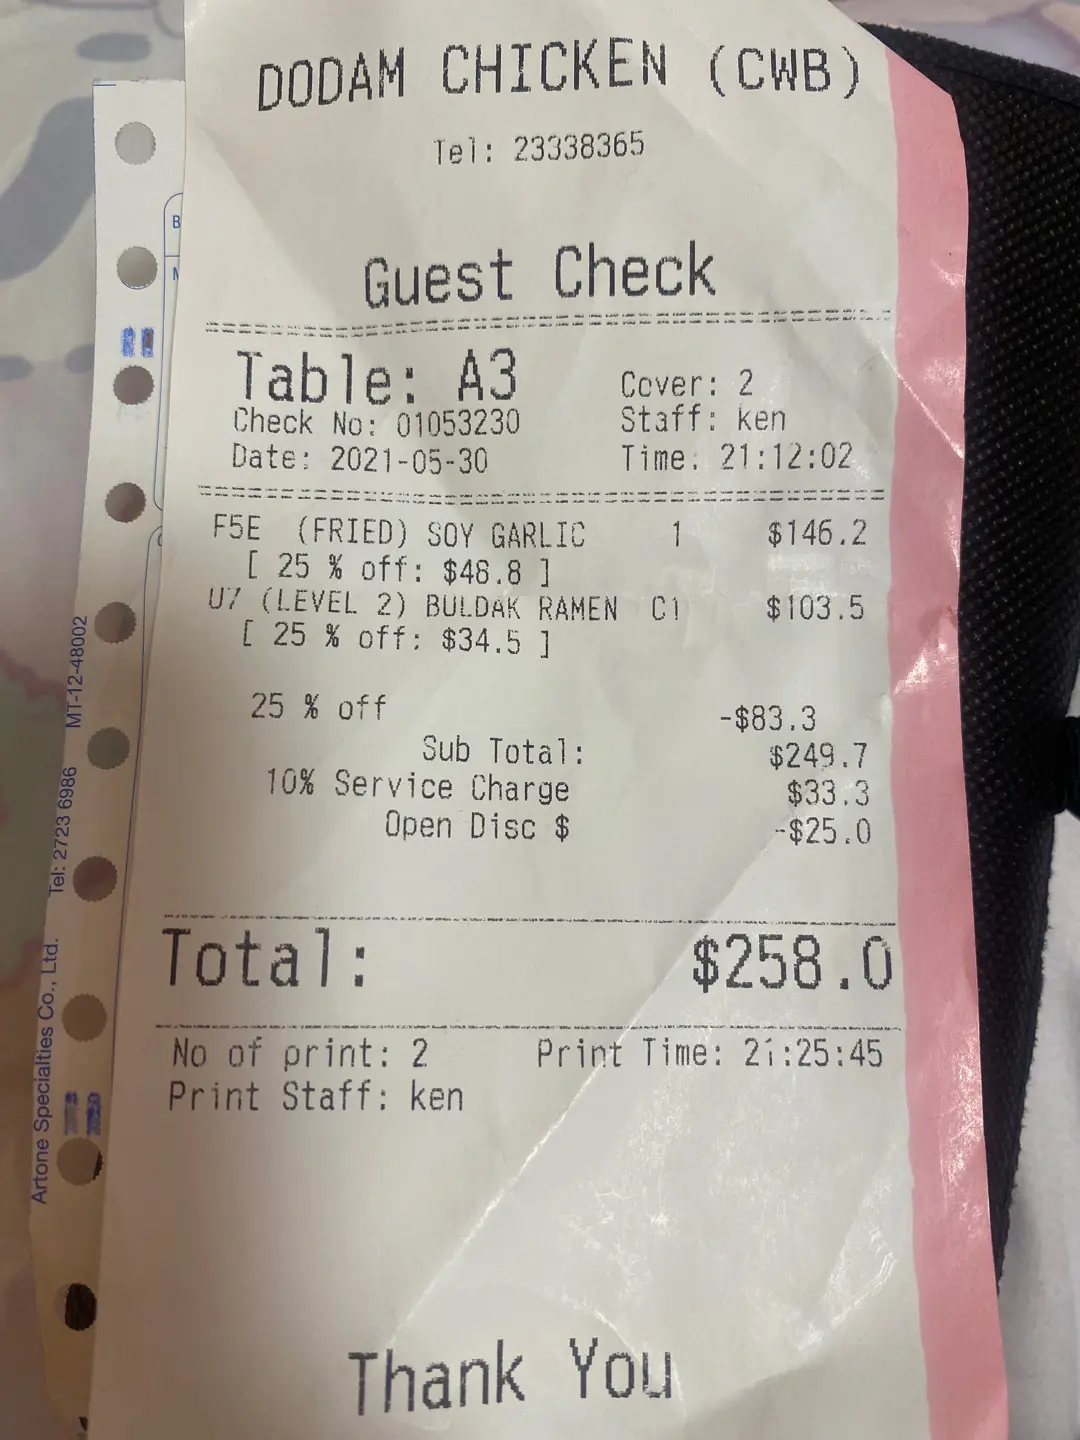 DODAM CHICKEN (CWB)
Tel: 23338365
Guest Check
Table: A3 Cover: 2
Check No: 01053230 Staff: ken
Date: 2021-05-30 Time: 21:12:02
F5E (FRIED) SOY GARLIC 1 $146.2
[ 25 % off: $48.8 ]
U7 (LEVEL 2) BULDAK RAMEN C1 $103.5
[ 25 % off: $34.5 ]
25 % off -$83.3
Sub Total: $249.7
10% Service Charge $33.3
Open Disc $ -$25.0
Total: $258.0
No of print: 2 Print Time: 21:25:45
Print Staff: ken
Thank You
Artone Specialties Co., Ltd. Tel: 2723 6986 MT-12-48002